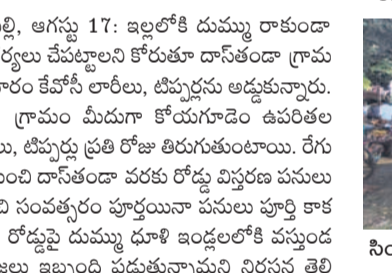 ల్లి, ఆగస్టు 17: ఇల్లలోకి దుమ్ము రాకుండా
ర్యలు చేపట్టాలని కోరుతూ దాస్‌తండా గ్రామ
ారం కేవోసీ లారీలు, టిప్పర్లను అడ్డుకున్నారు.
గ్రామం మీదుగా కోయగూడెం ఉపరితల
లు, టిప్పర్లు ప్రతి రోజు తిరుగుతుంటాయి. రేగు
ంచి దాస్‌తండా వరకు రోడ్డు విస్తరణ పనులు
చి సంవత్సరం పూర్తయినా పనులు పూర్తి కాక
రోడ్డుపై దుమ్ము ధూళి ఇండ్లలలోకి వస్తుండ
జలు ఇబ్బంది పడుతున్నామని నిరసన తెలి
సిం